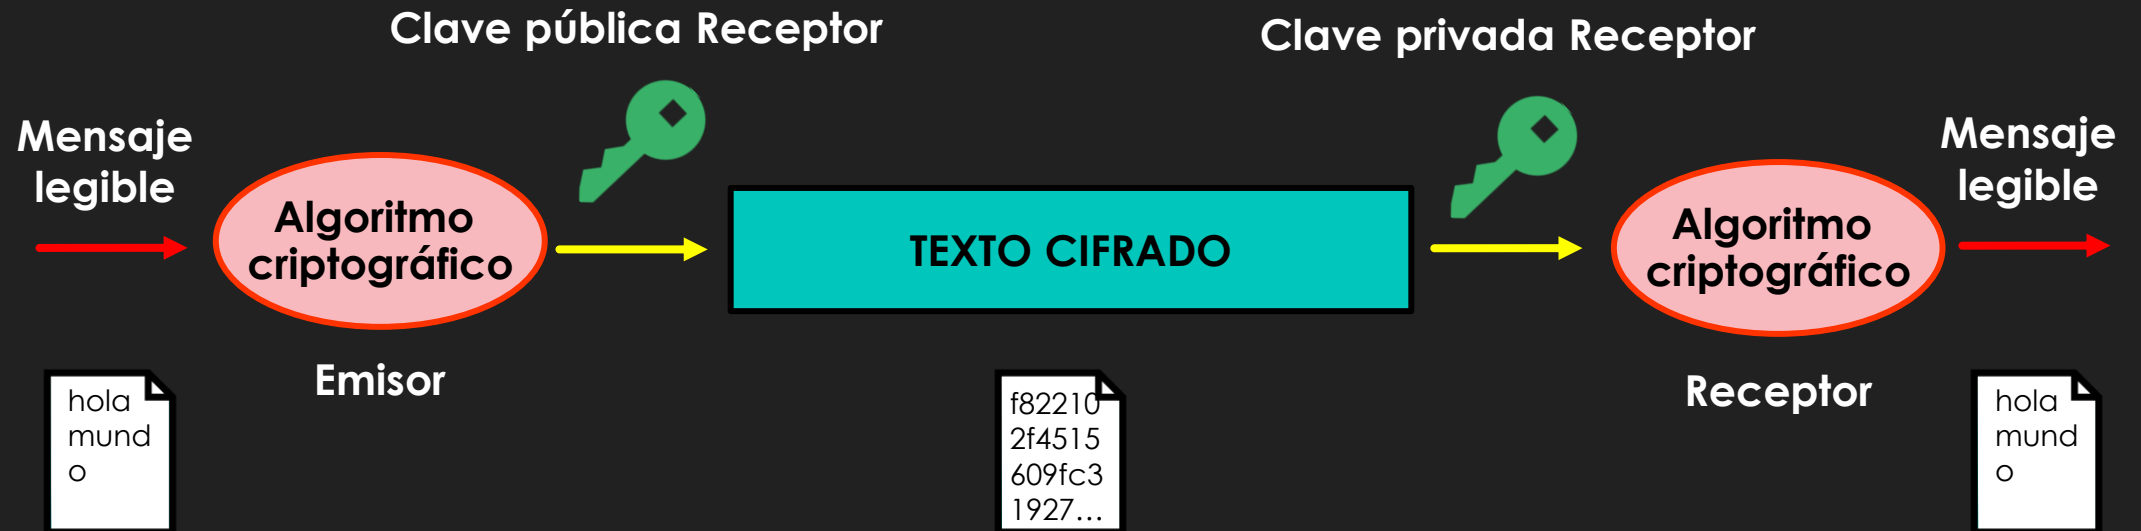 Clave pública Receptor
Clave privada Receptor
Mensaje
legible
Algoritmo
criptográfico
TEXTO CIFRADO
Algoritmo
criptográfico
Mensaje
legible
Emisor
Receptor
hola
mund
o
f82210
2f4515
609fc3
1927...
hola
mund
o